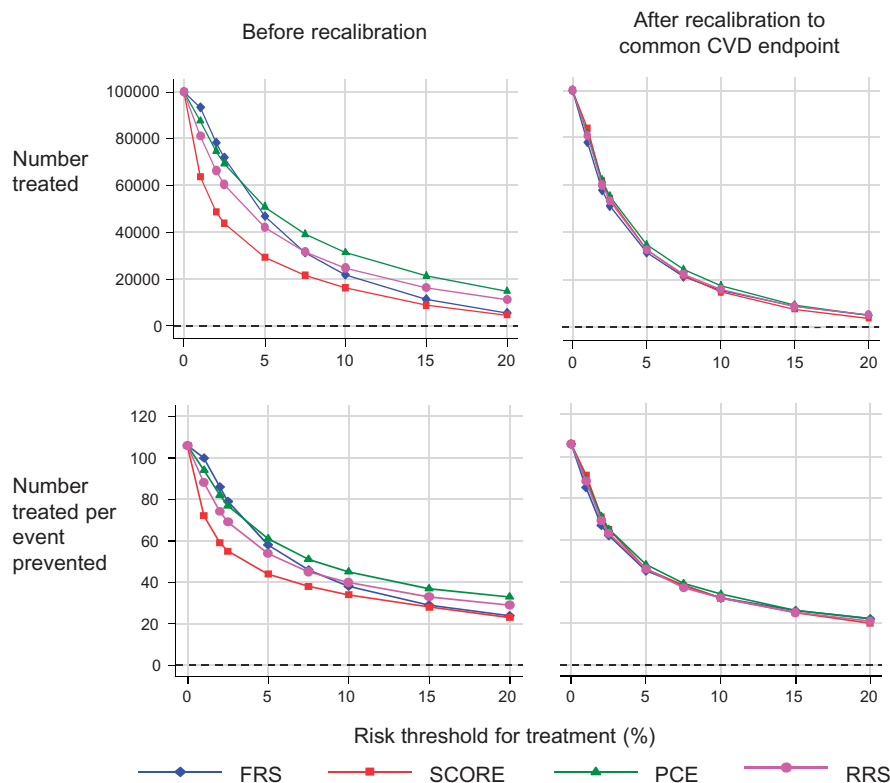 Before recalibration
After recalibration to
common CVD endpoint
Number
treated
100000
80000
60000
40000
20000
0
0 5 10 15 20
0 5 10 15 20
Number
treated per
event
prevented
120
100
80
60
40
20
0
0 5 10 15 20
0 5 10 15 20
Risk threshold for treatment (%)
FRS SCORE PCE RRS